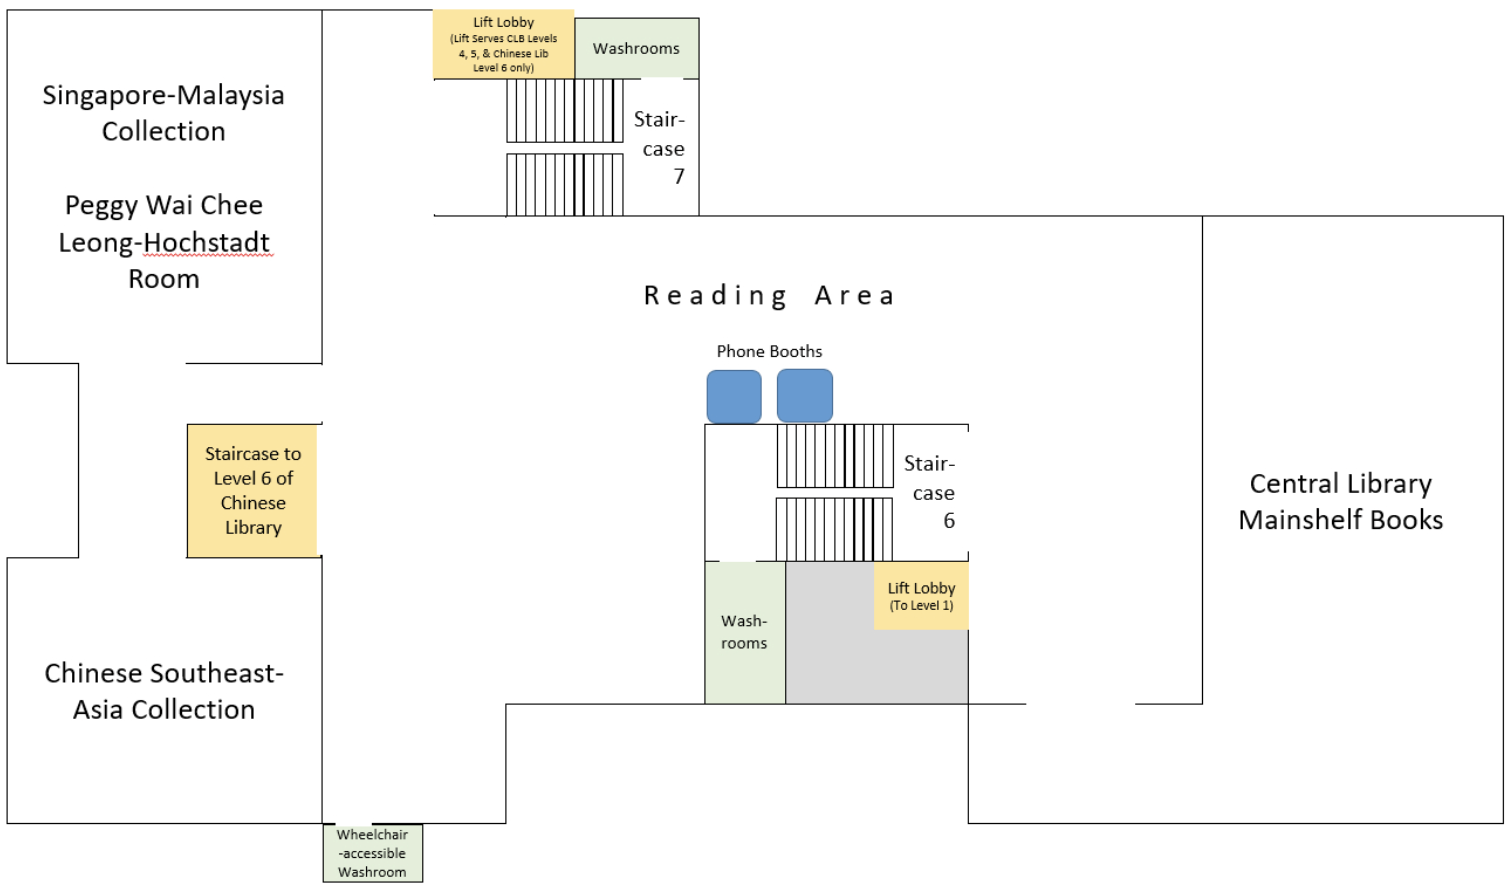 Lift Lobby
(Lift Serves CLB Levels
4, 5, & Chinese Lib
Level 6 only)
Washrooms
Stair-
case
7
Singapore-Malaysia
Collection
Peggy Wai Chee
Leong-Hochstadt
Room
Reading Area
Phone Booths
Staircase to
Level 6 of
Chinese
Library
Stair-
case
6
Central Library
Mainshelf Books
Lift Lobby
(To Level 1)
Wash-
rooms
Chinese Southeast-
Asia Collection
Wheelchair
-accessible
Washroom